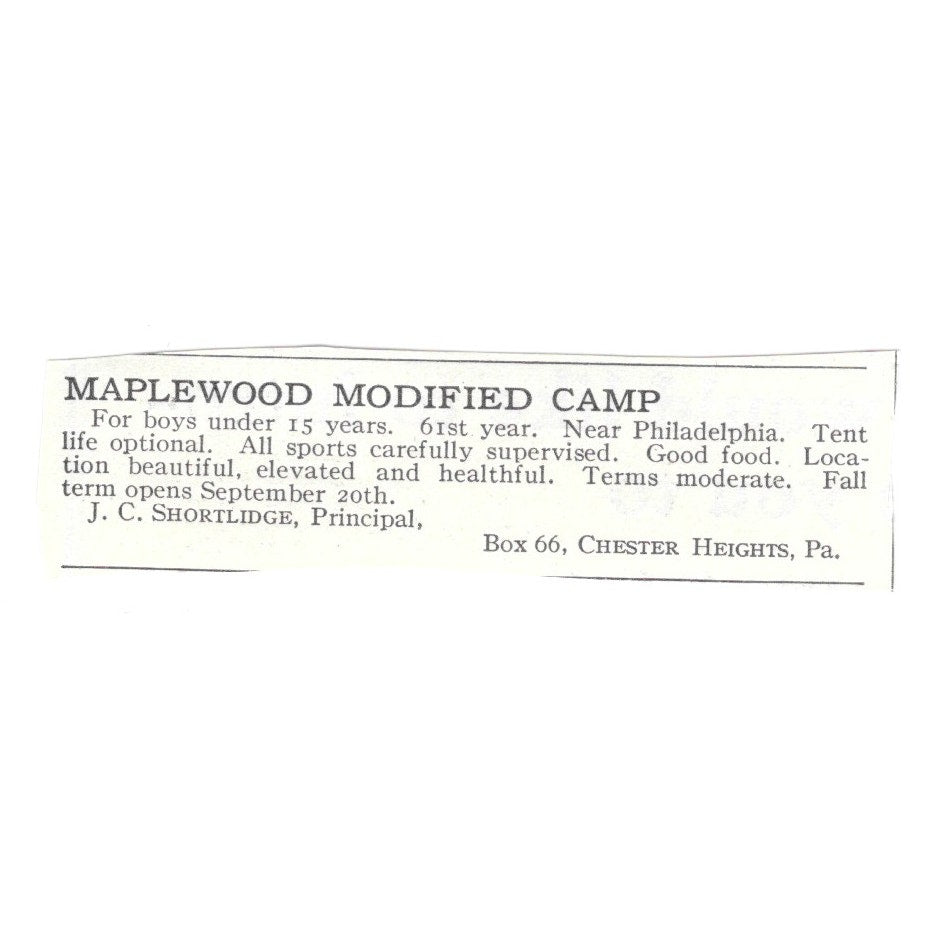 MAPLEWOOD MODIFIED CAMP
For boys under 15 years. 61st year. Near Philadelphia. Tent
life optional. All sports carefully supervised. Good food. Loca-
tion beautiful, elevated and healthful. Terms moderate. Fall
term opens September 20th.
J. C. SHORTLIDGE, Principal,
Box 66, CHESTER HEIGHTS, Pa.